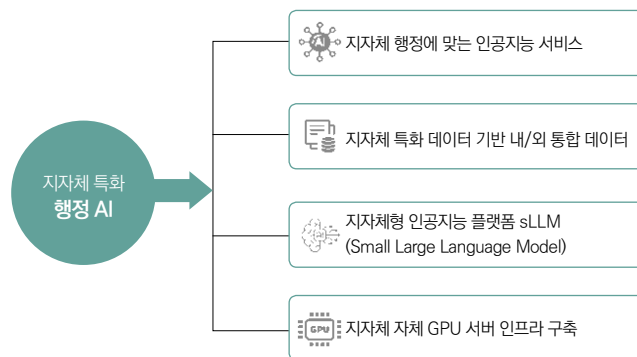 지자체 특화
행정 AI
AI
지자체 행정에 맞는 인공지능 서비스
지자체 특화 데이터 기반 내/외 통합 데이터
지자체형 인공지능 플랫폼 sLLM
(Small Large Language Model)
GPU
지자체 자체 GPU 서버 인프라 구축